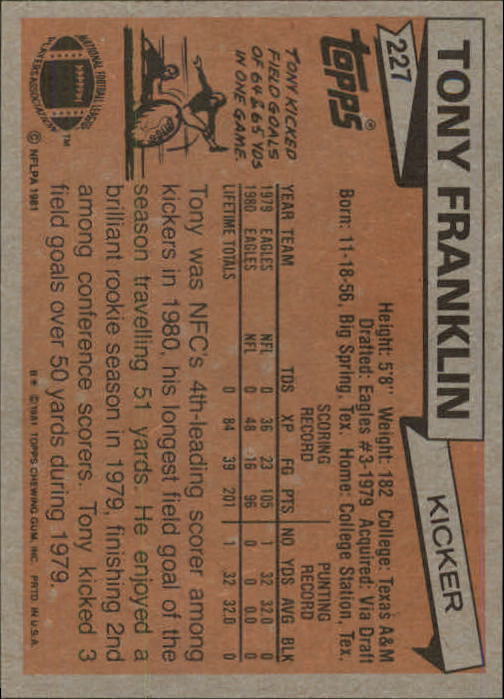 TONY FRANKLIN
KICKER
227
topps®
Height: 5'8" Weight: 182 College: Texas A&M
Drafted: Eagles #3-1979 Acquired: Via Draft
Born: 11-18-56, Big Spring, Tex. Home: College Station, Tex.
SCORING RECORD PUNTING RECORD
YEAR TEAM TDS XP FG PTS. NO YDS AVG BLK
1979 EAGLES NFL 0 36 23 105 1 32 32.0 0
1980 EAGLES NFL 0 48 16 96 0 0 0.0 0
LIFETIME TOTALS 0 84 39 201 1 32 32.0 0
TONY KICKED
FIELD GOALS
OF 64 & 65 YDS
IN ONE GAME.
Tony was NFC's 4th-leading scorer among
kickers in 1980, his longest field goal of the
season travelling 51 yards. He enjoyed a
brilliant rookie season in 1979, finishing 2nd
among conference scorers. Tony kicked 3
field goals over 50 yards during 1979.
NATIONAL FOOTBALL LEAGUE
PLAYERS ASSOCIATION
TM
© NFLPA 1981
B* © 1981 TOPPS CHEWING GUM, INC. PRTD IN U.S.A.